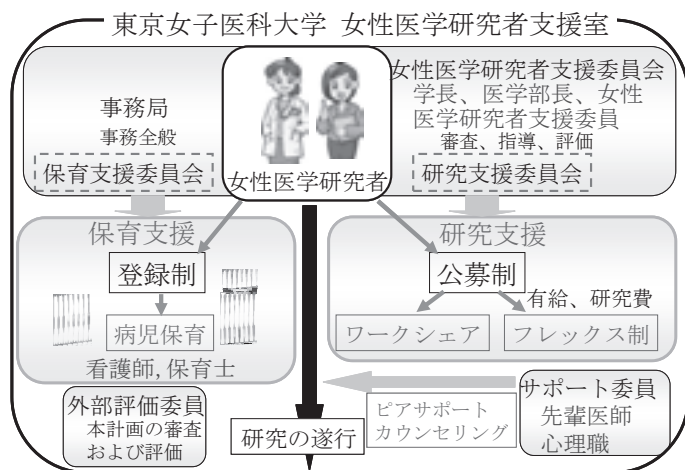 東京女子医科大学 女性医学研究者支援室
事務局
事務全般
保育支援委員会
女性医学研究者
女性医学研究者支援委員会
学長、医学部長、女性
医学研究者支援委員
審査、指導、評価
研究支援委員会
保育支援
登録制
病児保育
看護師,保育士
研究支援
公募制
有給、研究費
ワークシェア
フレックス制
外部評価委員
本計画の審査
および評価
研究の遂行
ピアサポート
カウンセリング
サポート委員
先輩医師
心理職